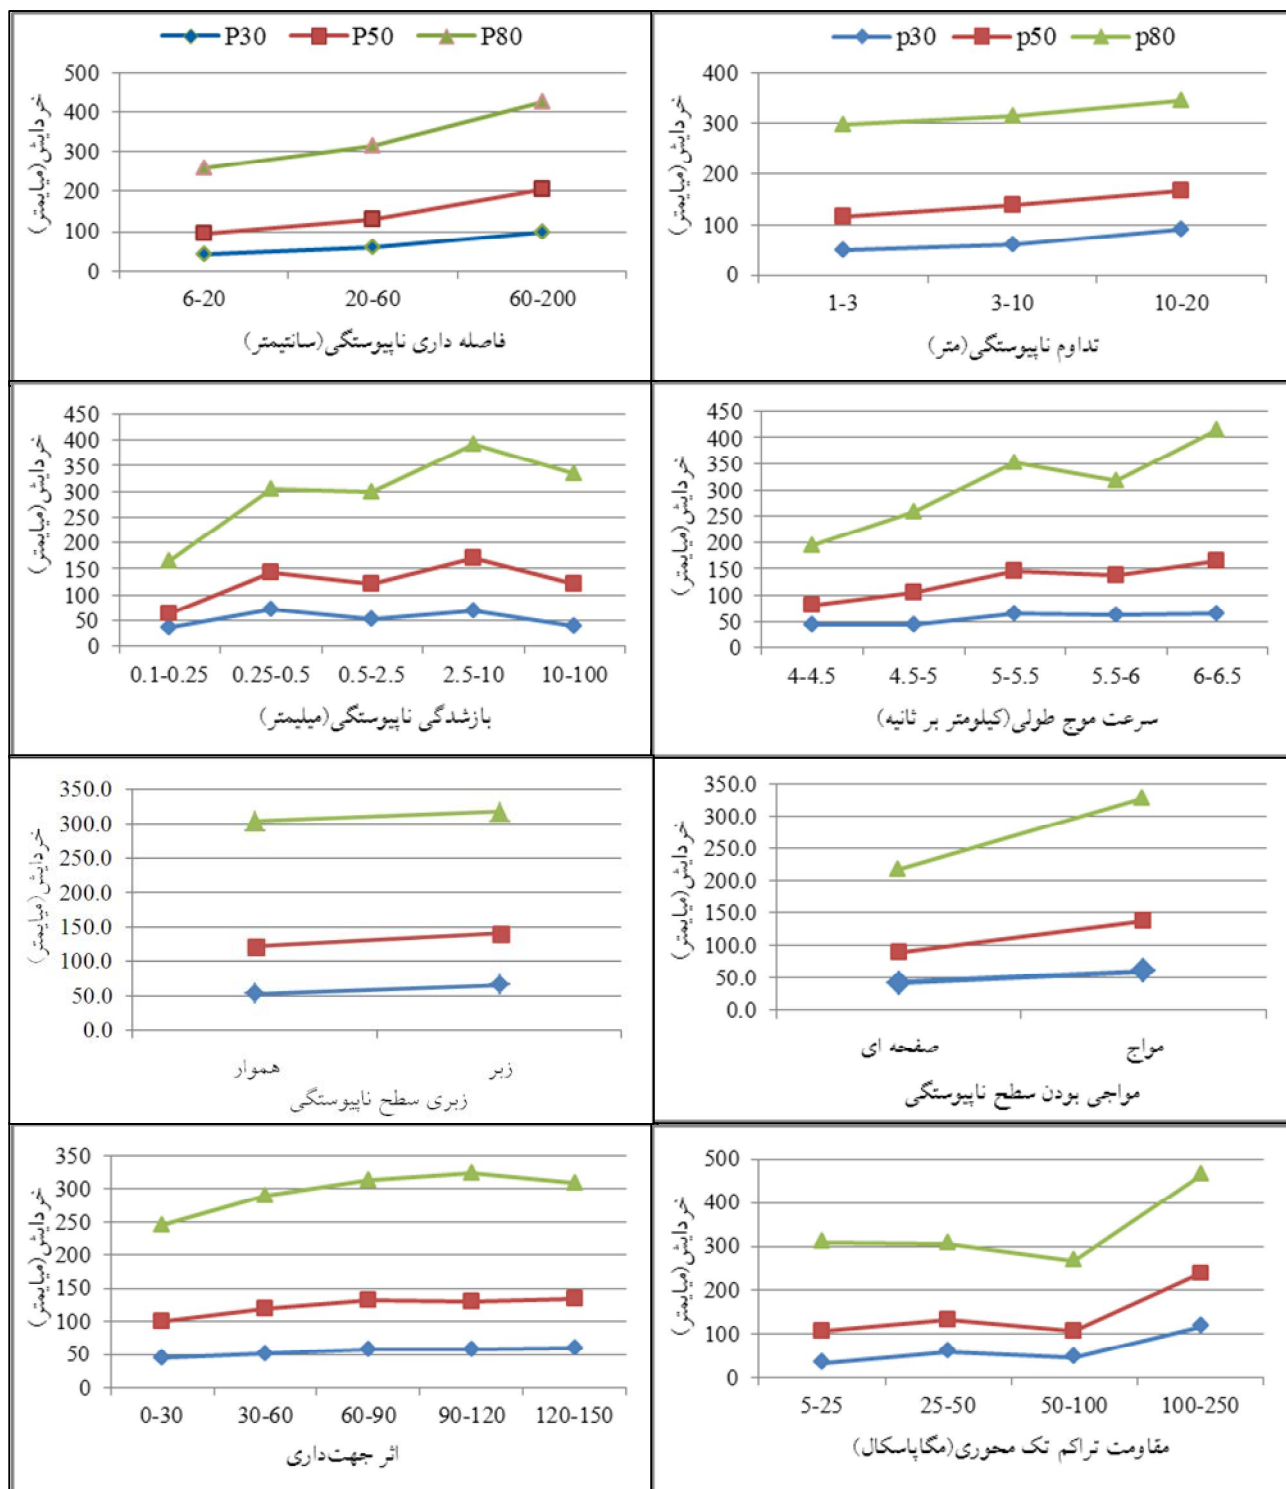 P30 P50 P80
خردایش(میلیمتر)
500
400
300
200
100
0
6-20 20-60 60-200
فاصله داری ناپیوستگی(سانتیمتر)
p30 p50 p80
خردایش(میلیمتر)
400
300
200
100
0
1-3 3-10 10-20
تداوم ناپیوستگی(متر)
خردایش(میلیمتر)
450
400
350
300
250
200
150
100
50
0
0.1-0.25 0.25-0.5 0.5-2.5 2.5-10 10-100
بازشدگی ناپیوستگی(میلیمتر)
خردایش(میلیمتر)
450
400
350
300
250
200
150
100
50
0
4-4.5 4.5-5 5-5.5 5.5-6 6-6.5
سرعت موج طولی(کیلومتر بر ثانیه)
خردایش(میلیمتر)
350.0
300.0
250.0
200.0
150.0
100.0
50.0
0.0
هموار زبر
زبری سطح ناپیوستگی
خردایش(میلیمتر)
350.0
300.0
250.0
200.0
150.0
100.0
50.0
0.0
صفحه ای مواج
مواجی بودن سطح ناپیوستگی
خردایش(میلیمتر)
350
300
250
200
150
100
50
0
0-30 30-60 60-90 90-120 120-150
اثر جهت‌داری
خردایش(میلیمتر)
500
400
300
200
100
0
5-25 25-50 50-100 100-250
مقاومت تراکم تک محوری(مگاپاسکال)